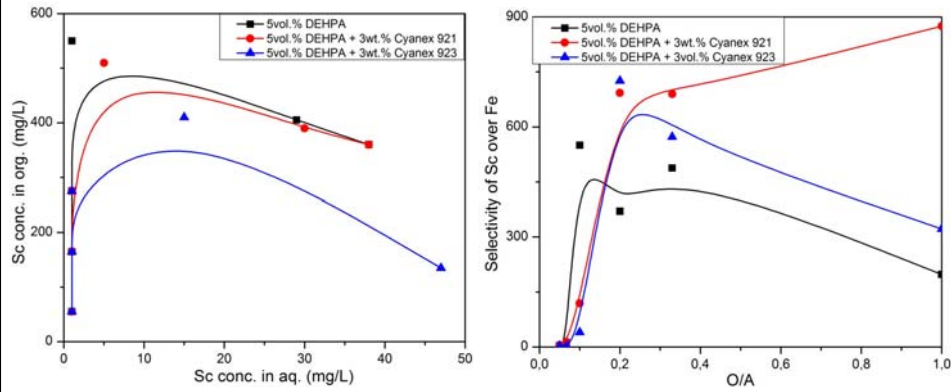 5vol.% DEHPA
5vol.% DEHPA + 3wt.% Cyanex 921
5vol.% DEHPA + 3wt.% Cyanex 923
600
400
200
0
Sc conc. in org. (mg/L)
0 10 20 30 40 50
Sc conc. in aq. (mg/L)
5vol.% DEHPA
5vol.% DEHPA + 3wt.% Cyanex 921
5vol.% DEHPA + 3vol.% Cyanex 923
900
600
300
0
Selectivity of Sc over Fe
0,0 0,2 0,4 0,6 0,8 1,0
O/A